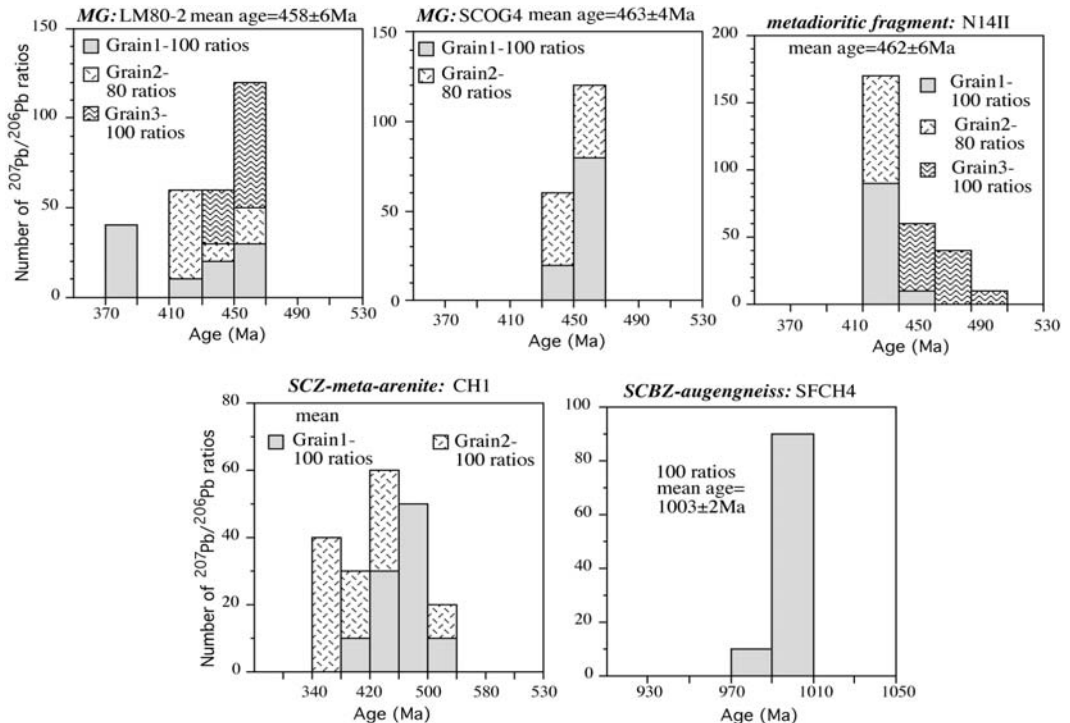 MG: LM80-2 mean age=458±6Ma
Grain1-100 ratios
Grain2-
80 ratios
Grain3-
100 ratios
Number of ²⁰⁷Pb/²⁰⁶Pb ratios
150
100
50
0
370 410 450 490 530
Age (Ma)
MG: SCOG4 mean age=463±4Ma
Grain1-100 ratios
Grain2-
80 ratios
150
100
50
0
370 410 450 490 530
Age (Ma)
metadioritic fragment: N14II
mean age=462±6Ma
Grain1-
100 ratios
Grain2-
80 ratios
Grain3-
100 ratios
200
150
100
50
0
370 410 450 490 530
Age (Ma)
SCZ-meta-arenite: CH1
mean
Grain1-
100 ratios
Grain2-
100 ratios
Number of ²⁰⁷Pb/²⁰⁶Pb ratios
80
60
40
20
0
340 420 500 580 530
Age (Ma)
SCBZ-augengneiss: SFCH4
100 ratios
mean age=
1003±2Ma
100
80
60
40
20
0
930 970 1010 1050
Age (Ma)